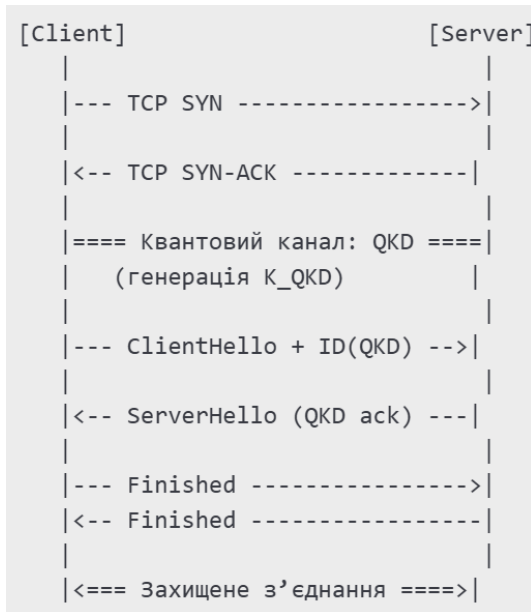 [Client]                         [Server]
   |                                 |
   |--- TCP SYN ----------------->|
   |                                 |
   |<-- TCP SYN-ACK -------------|
   |                                 |
   |==== Квантовий канал: QKD ====|
   |   (генерація K_QKD)         |
   |                                 |
   |--- ClientHello + ID(QKD) -->|
   |                                 |
   |<-- ServerHello (QKD ack) ---|
   |                                 |
   |--- Finished ---------------->|
   |<-- Finished -----------------|
   |                                 |
   |<=== Захищене з’єднання ====>|